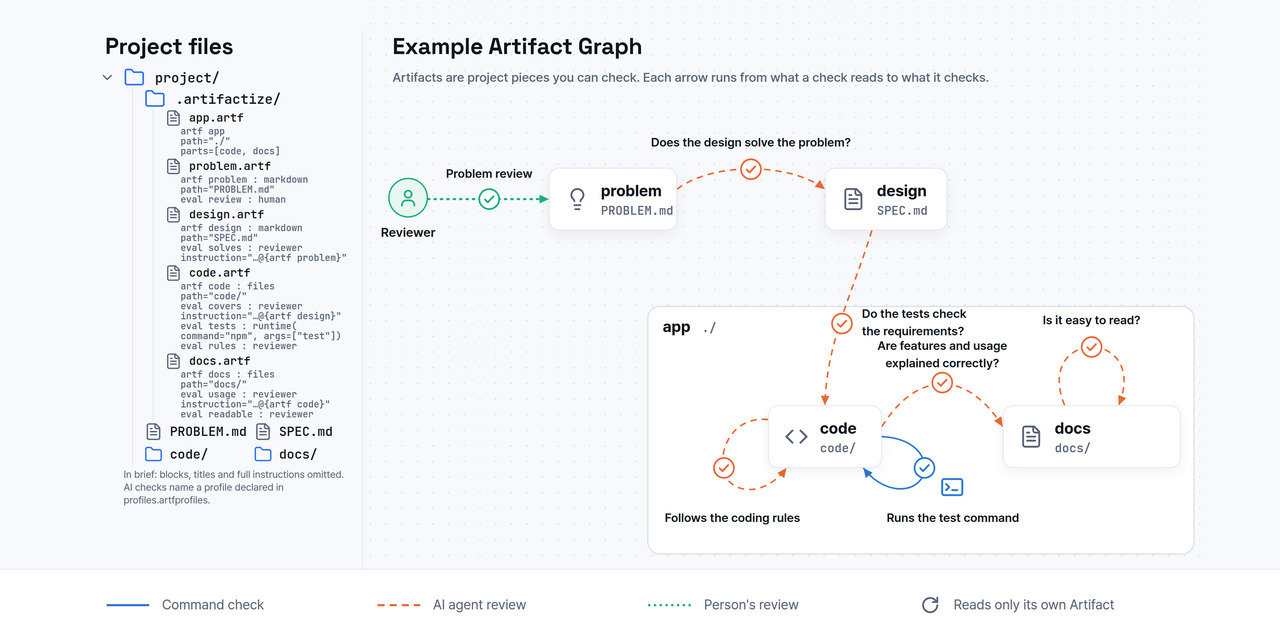 Project files
project/
.artifactize/
app.artf
artf app
path="./"
parts=[code, docs]
problem.artf
artf problem : markdown
path="PROBLEM.md"
eval review : human
design.artf
artf design : markdown
path="SPEC.md"
eval solves : reviewer
instruction="…@{artf problem}"
code.artf
artf code : files
path="code/"
eval covers : reviewer
instruction="…@{artf design}"
eval tests : runtime(
command="npm", args=["test"])
eval rules : reviewer
docs.artf
artf docs : files
path="docs/"
eval usage : reviewer
instruction="…@{artf code}"
eval readable : reviewer
PROBLEM.md SPEC.md
code/ docs/
In brief: blocks, titles and full instructions omitted.
AI checks name a profile declared in
profiles.artfprofiles.
Example Artifact Graph
Artifacts are project pieces you can check. Each arrow runs from what a check reads to what it checks.
Does the design solve the problem?
Problem review
Reviewer
problem
PROBLEM.md
design
SPEC.md
app ./
Do the tests check
the requirements?
Are features and usage
explained correctly?
Is it easy to read?
code
code/
docs
docs/
Follows the coding rules
Runs the test command
Command check
AI agent review
Person's review
Reads only its own Artifact